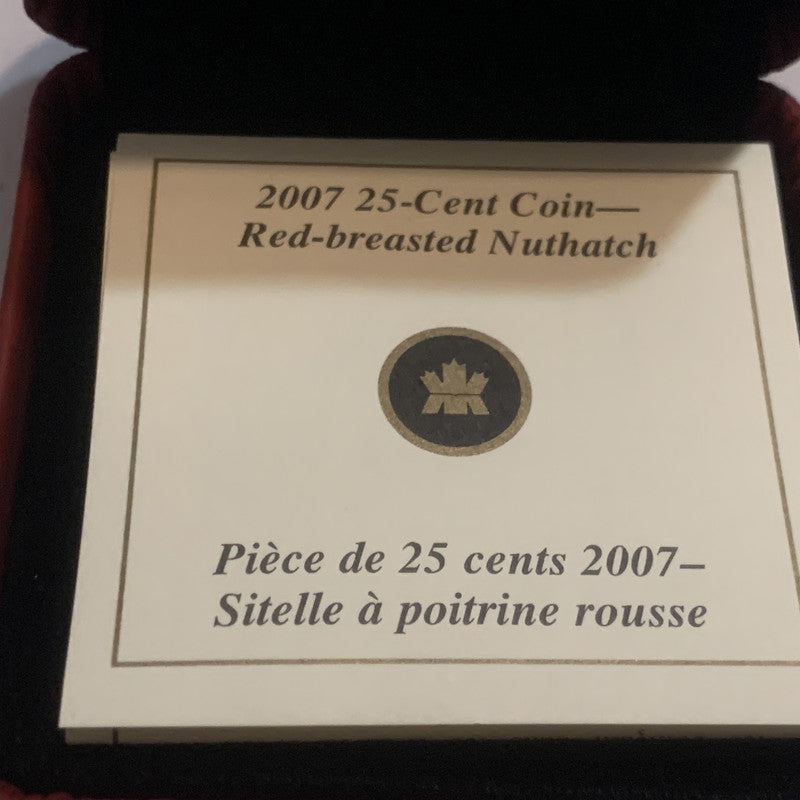 2007 25-Cent Coin—
Red-breasted Nuthatch
Pièce de 25 cents 2007–
Sitelle à poitrine rousse